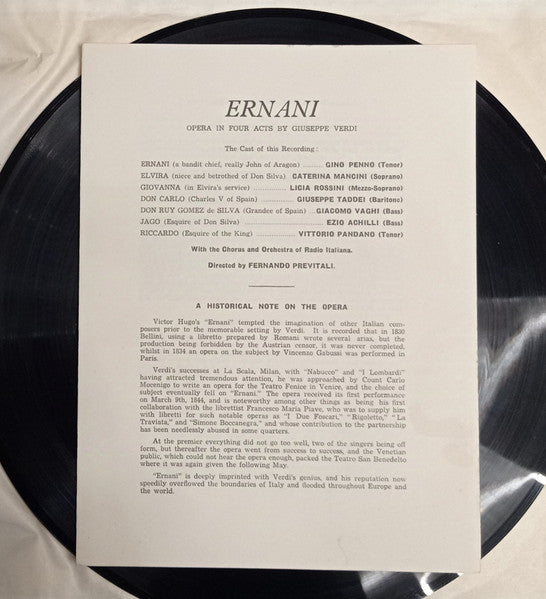 ERNANI
OPERA IN FOUR ACTS BY GIUSEPPE VERDI
The Cast of this Recording:
ERNANI (a bandit chief, really John of Aragon) .......... GINO PENNO (Tenor)
ELVIRA (niece and betrothed of Don Silva) CATERINA MANCINI (Soprano)
GIOVANNA (in Elvira's service) ................ LIGIA ROSSINI (Mezzo-Soprano)
DON CARLO (Charles V of Spain) ............ GIUSEPPE TADDEI (Baritone)
DON RUY GOMEZ de SILVA (Grandee of Spain) ...GIACOMO VAGHI (Bass)
JAGO (Esquire of Don Silva) .......................... EZIO ACHILLI (Bass)
RICCARDO (Esquire of the King) .............. VITTORIO PANDANO (Tenor)
With the Chorus and Orchestra of Radio Italiana.
Directed by FERNANDO PREVITALI.
A HISTORICAL NOTE ON THE OPERA
Victor Hugo's "Ernani" tempted the imagination of other Italian com-
posers prior to the memorable setting by Verdi. It is recorded that in 1830
Bellini, using a libretto prepared by Romani wrote several arias, but the
production being forbidden by the Austrian censor, it was never completed,
whilst in 1834 an opera on the subject by Vincenzo Gabussi was performed in
Paris.
Verdi's successes at La Scala, Milan, with "Nabucco" and "I Lombardi"
having attracted tremendous attention, he was approached by Count Carlo
Mocenigo to write an opera for the Teatro Fenice in Venice, and the choice of
subject eventually fell on "Ernani." The opera received its first performance
on March 9th, 1844, and is noteworthy among other things as being his first
collaboration with the librettist Francesco Maria Piave, who was to supply him
with libretti for such notable operas as "I Due Foscari," "Rigoletto," "La
Traviata," and "Simone Boccanegra," and whose contribution to the partnership
has been needlessly abused in some quarters.
At the premier everything did not go too well, two of the singers being off
form, but thereafter the opera went from success to success, and the Venetian
public, which could not hear the opera enough, packed the Teatro San Benedetto
where it was again given the following May.
"Ernani" is deeply imprinted with Verdi's genius, and his reputation now
speedily overflowed the boundaries of Italy and flooded throughout Europe and
the world.